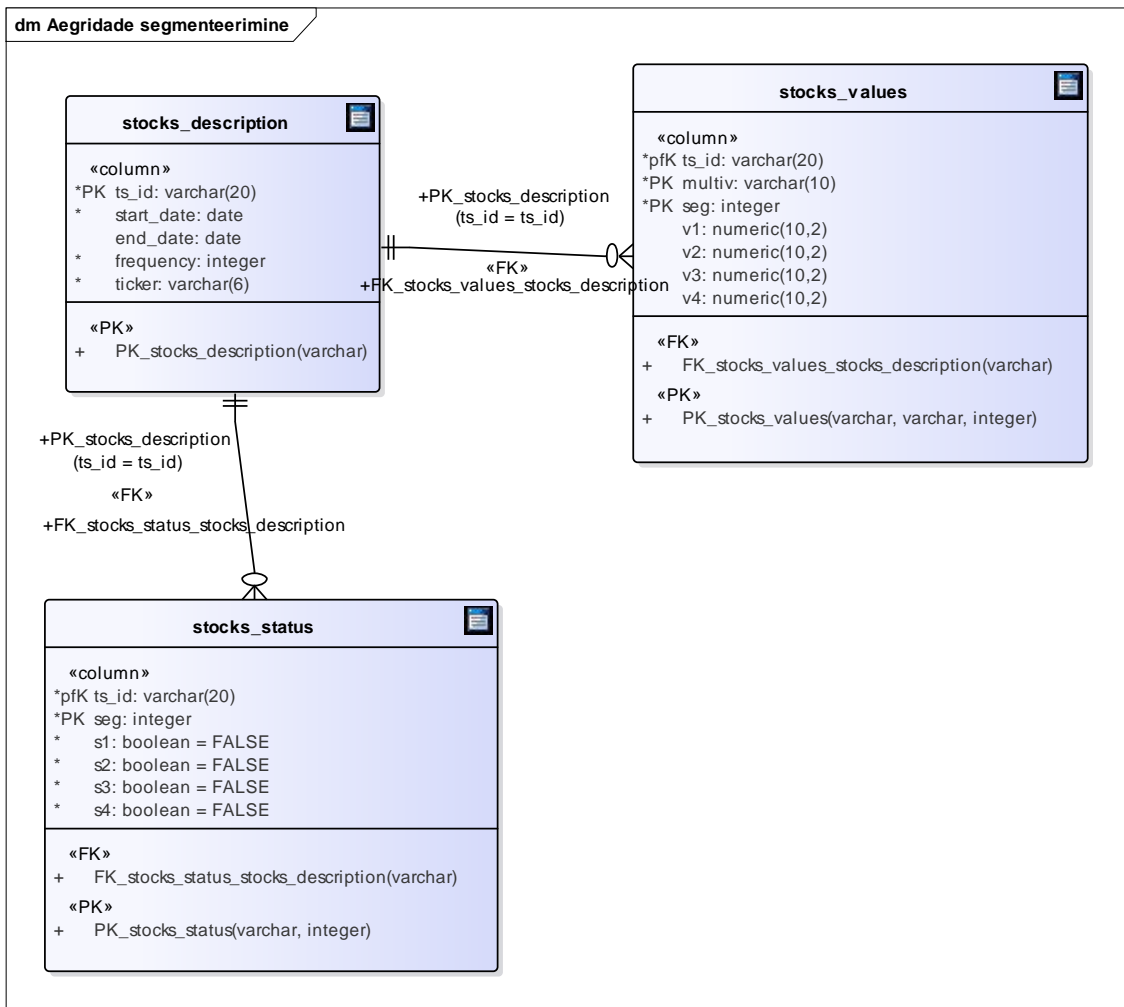 dm Aegridade segmenteerimine
stocks_description
«column»
*PK ts_id: varchar(20)
* start_date: date
end_date: date
* frequency: integer
* ticker: varchar(6)
«PK»
+ PK_stocks_description(varchar)
+PK_stocks_description
(ts_id = ts_id)
«FK»
+FK_stocks_values_stocks_description
stocks_values
«column»
*pfK ts_id: varchar(20)
*PK multiv: varchar(10)
*PK seg: integer
v1: numeric(10,2)
v2: numeric(10,2)
v3: numeric(10,2)
v4: numeric(10,2)
«FK»
+ FK_stocks_values_stocks_description(varchar)
«PK»
+ PK_stocks_values(varchar, varchar, integer)
+PK_stocks_description
(ts_id = ts_id)
«FK»
+FK_stocks_status_stocks_description
stocks_status
«column»
*pfK ts_id: varchar(20)
*PK seg: integer
* s1: boolean = FALSE
* s2: boolean = FALSE
* s3: boolean = FALSE
* s4: boolean = FALSE
«FK»
+ FK_stocks_status_stocks_description(varchar)
«PK»
+ PK_stocks_status(varchar, integer)